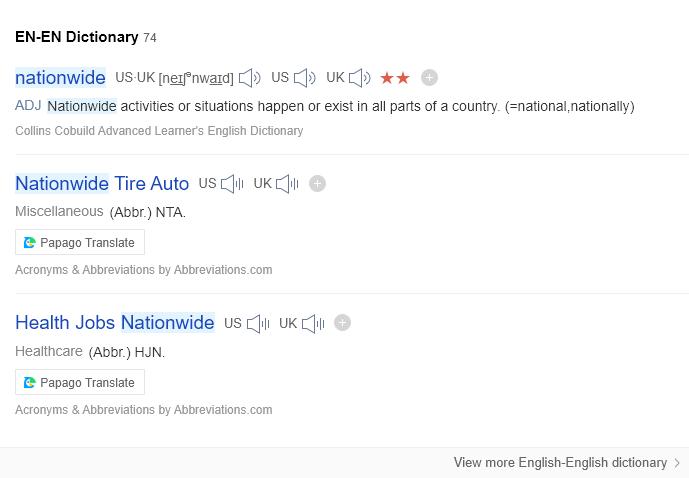 EN-EN Dictionary 74
nationwide US·UK [neɪʃᵊnwaɪd] US UK ★★
ADJ Nationwide activities or situations happen or exist in all parts of a country. (=national,nationally)
Collins Cobuild Advanced Learner's English Dictionary
Nationwide Tire Auto US UK
Miscellaneous (Abbr.) NTA.
Papago Translate
Acronyms & Abbreviations by Abbreviations.com
Health Jobs Nationwide US UK
Healthcare (Abbr.) HJN.
Papago Translate
Acronyms & Abbreviations by Abbreviations.com
View more English-English dictionary